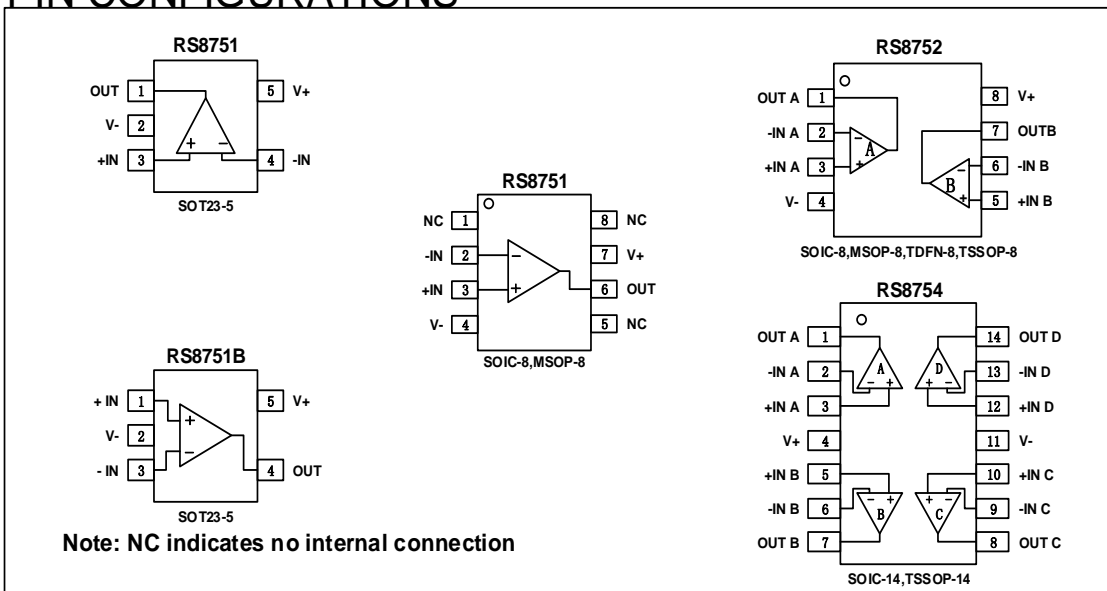 PIN CONFIGURATIONS
RS8751
OUT 1 5 V+
V- 2
+IN 3 4 -IN
+ −
SOT23-5
RS8751
NC 1 8 NC
-IN 2 − 7 V+
+IN 3 + 6 OUT
V- 4 5 NC
SOIC-8,MSOP-8
RS8751B
+ IN 1 5 V+
+
V- 2
−
- IN 3 4 OUT
SOT23-5
Note: NC indicates no internal connection
RS8752
OUT A 1 8 V+
-IN A 2 − A 7 OUTB
+IN A 3 + − 6 -IN B
V- 4 B + 5 +IN B
SOIC-8,MSOP-8,TDFN-8,TSSOP-8
RS8754
OUT A 1 14 OUT D
-IN A 2 A D 13 -IN D
− + + −
+IN A 3 12 +IN D
V+ 4 11 V-
+IN B 5 10 +IN C
− + + −
-IN B 6 B C 9 -IN C
OUT B 7 8 OUT C
SOIC-14,TSSOP-14